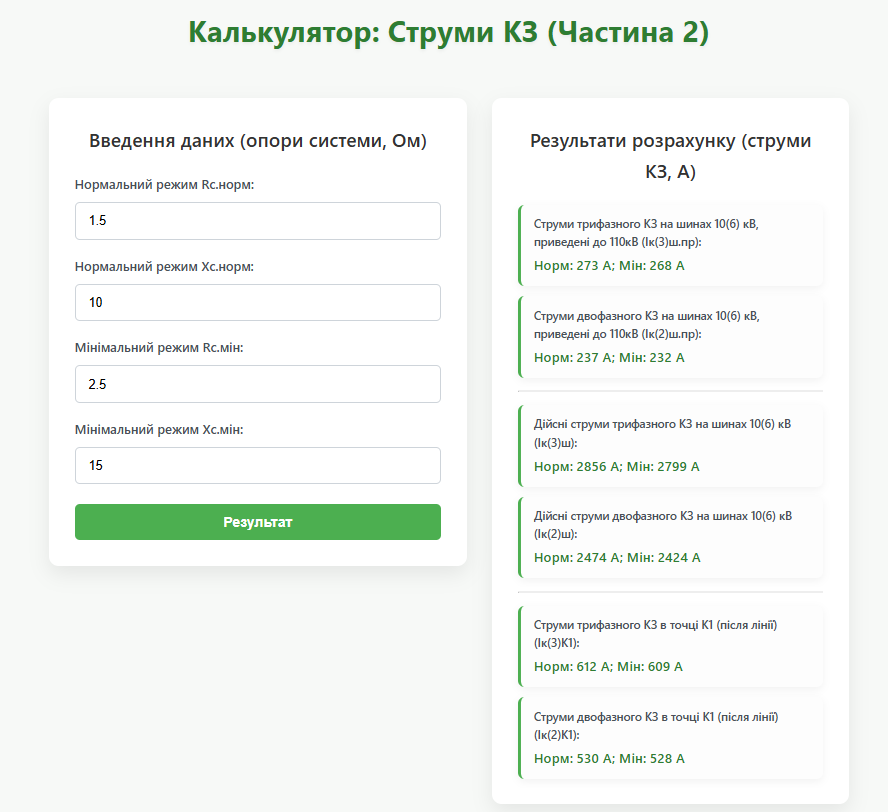 Калькулятор: Струми КЗ (Частина 2)
Введення даних (опори системи, Ом)
Нормальний режим Rс.норм:
1.5
Нормальний режим Xс.норм:
10
Мінімальний режим Rс.мін:
2.5
Мінімальний режим Xс.мін:
15
Результат
Результати розрахунку (струми
КЗ, А)
Струми трифазного КЗ на шинах 10(6) кВ,
приведені до 110кВ (Iк(3)ш.пр):
Норм: 273 А; Мін: 268 А
Струми двофазного КЗ на шинах 10(6) кВ,
приведені до 110кВ (Iк(2)ш.пр):
Норм: 237 А; Мін: 232 А
Дійсні струми трифазного КЗ на шинах 10(6) кВ
(Iк(3)ш):
Норм: 2856 А; Мін: 2799 А
Дійсні струми двофазного КЗ на шинах 10(6) кВ
(Iк(2)ш):
Норм: 2474 А; Мін: 2424 А
Струми трифазного КЗ в точці К1 (після лінії)
(Iк(3)К1):
Норм: 612 А; Мін: 609 А
Струми двофазного КЗ в точці К1 (після лінії)
(Iк(2)К1):
Норм: 530 А; Мін: 528 А